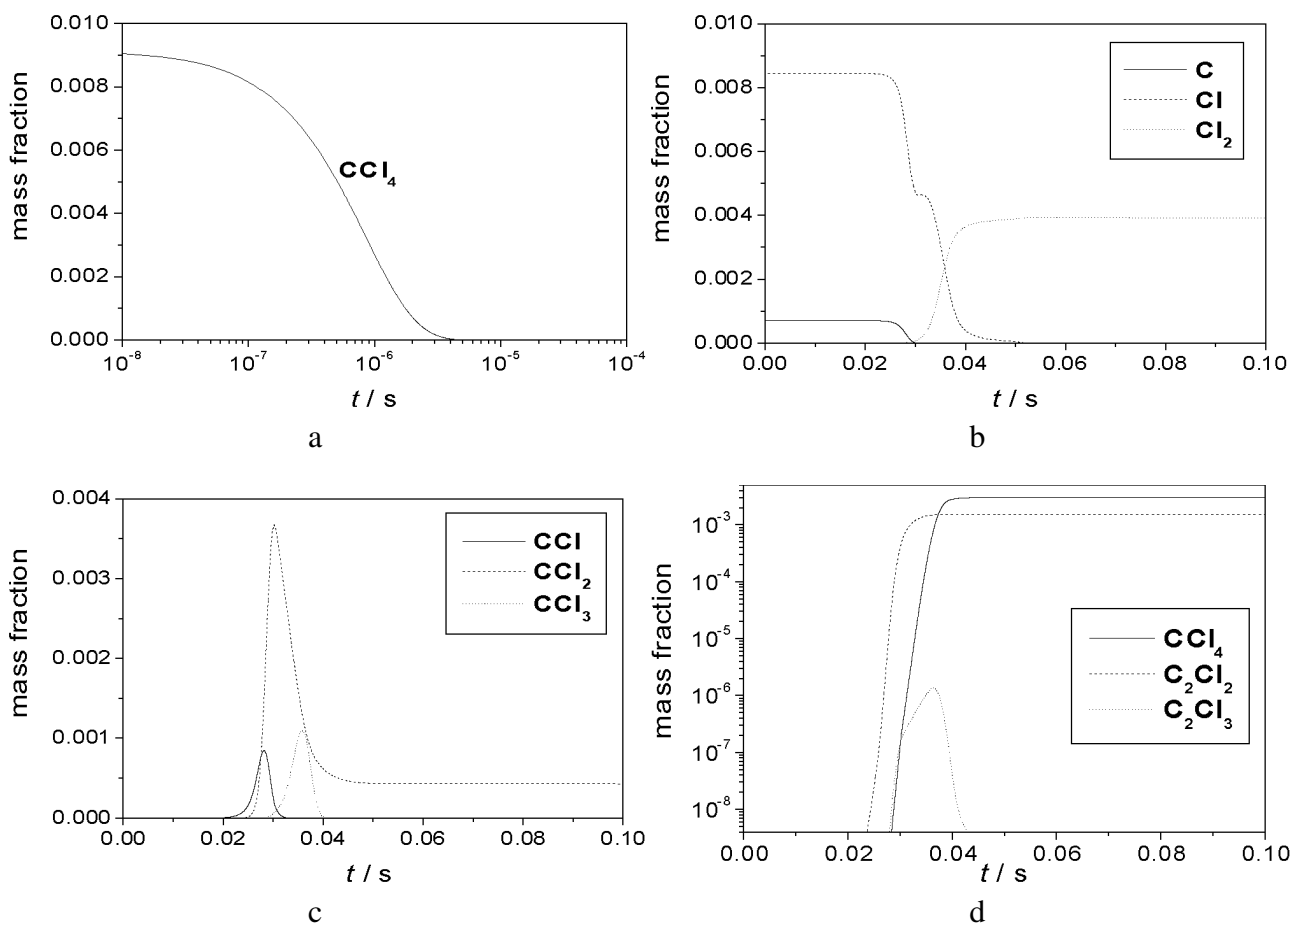 0.010
0.008
0.006
0.004
0.002
0.000
mass fraction
CCl₄
10⁻⁸ 10⁻⁷ 10⁻⁶ 10⁻⁵ 10⁻⁴
t / s
a
0.010
0.008
0.006
0.004
0.002
0.000
mass fraction
C
Cl
Cl₂
0.00 0.02 0.04 0.06 0.08 0.10
t / s
b
0.004
0.003
0.002
0.001
0.000
mass fraction
CCl
CCl₂
CCl₃
0.00 0.02 0.04 0.06 0.08 0.10
t / s
c
10⁻³
10⁻⁴
10⁻⁵
10⁻⁶
10⁻⁷
10⁻⁸
mass fraction
CCl₄
C₂Cl₂
C₂Cl₃
0.00 0.02 0.04 0.06 0.08 0.10
t / s
d